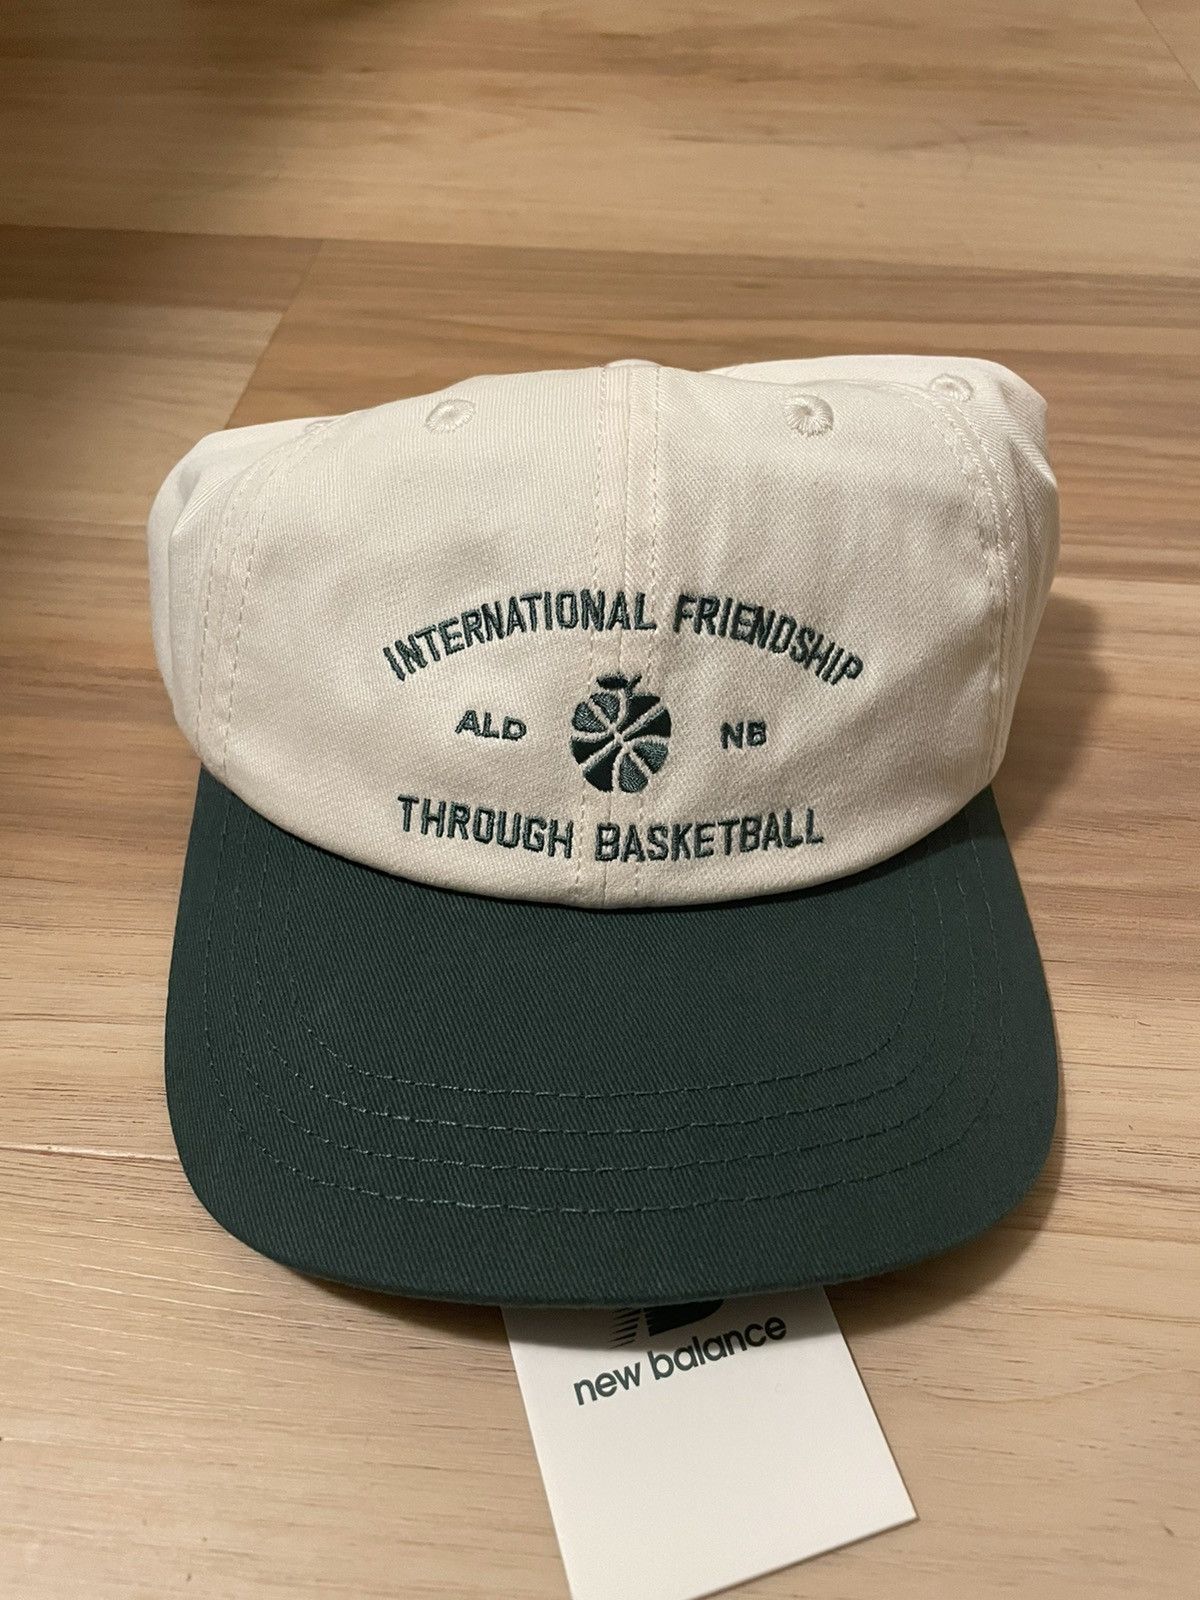 INTERNATIONAL FRIENDSHIP
ALD NB
THROUGH BASKETBALL
new balance